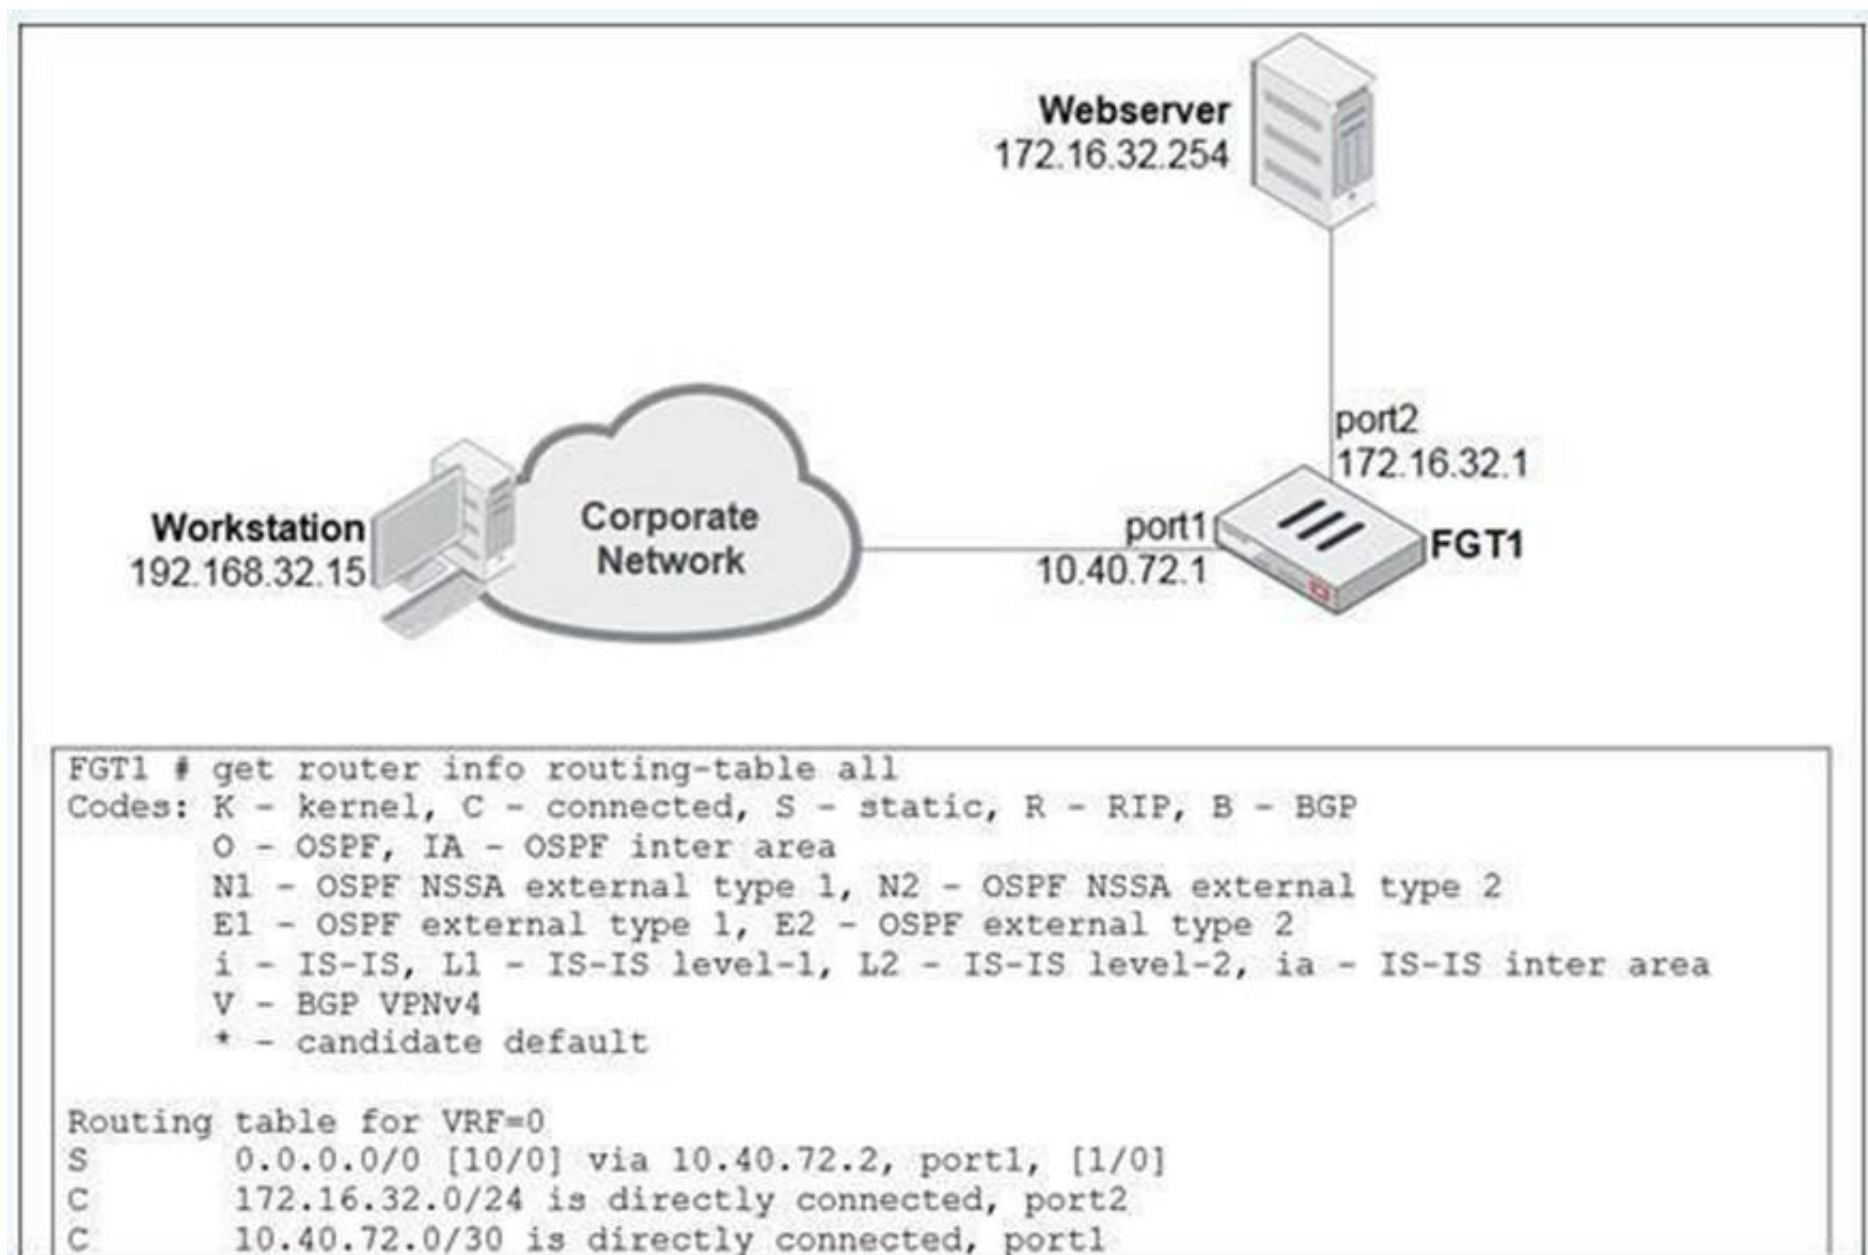 Webserver
172.16.32.254
port2
172.16.32.1
Workstation
192.168.32.15
Corporate
Network
port1
10.40.72.1
FGT1
FGT1 # get router info routing-table all
Codes: K - kernel, C - connected, S - static, R - RIP, B - BGP
O - OSPF, IA - OSPF inter area
N1 - OSPF NSSA external type 1, N2 - OSPF NSSA external type 2
E1 - OSPF external type 1, E2 - OSPF external type 2
i - IS-IS, L1 - IS-IS level-1, L2 - IS-IS level-2, ia - IS-IS inter area
V - BGP VPNv4
* - candidate default
Routing table for VRF=0
S 0.0.0.0/0 [10/0] via 10.40.72.2, port1, [1/0]
C 172.16.32.0/24 is directly connected, port2
C 10.40.72.0/30 is directly connected, port1